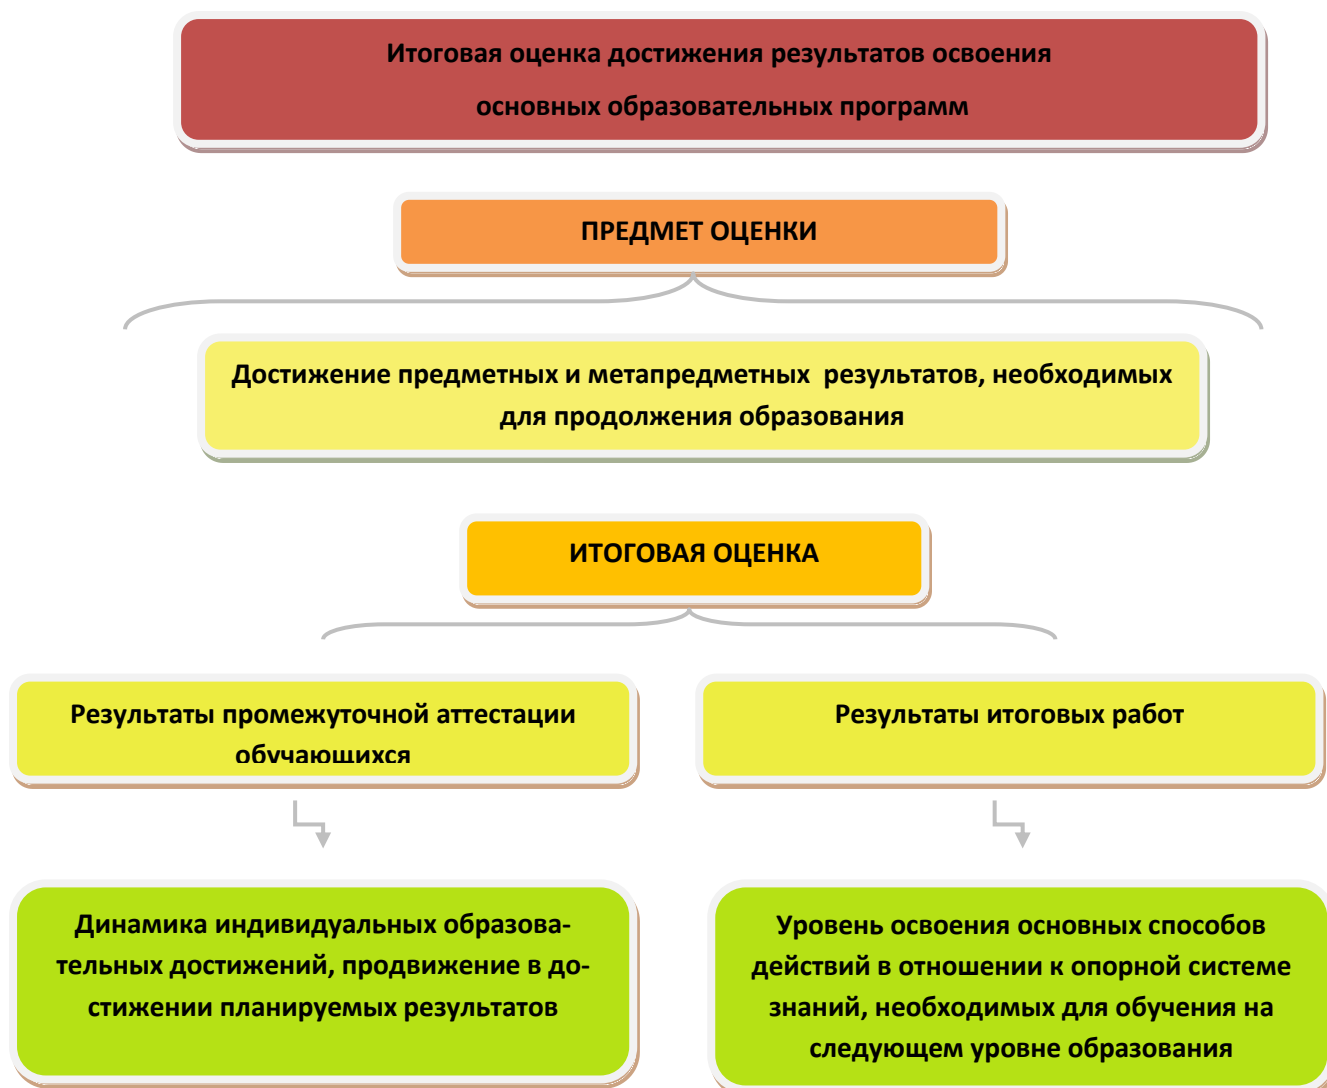 Итоговая оценка достижения результатов освоения
основных образовательных программ
ПРЕДМЕТ ОЦЕНКИ
Достижение предметных и метапредметных  результатов, необходимых
для продолжения образования
ИТОГОВАЯ ОЦЕНКА
Результаты промежуточной аттестации
обучающихся
Результаты итоговых работ
Динамика индивидуальных образова-
тельных достижений, продвижение в до-
стижении планируемых результатов
Уровень освоения основных способов
действий в отношении к опорной системе
знаний, необходимых для обучения на
следующем уровне образования